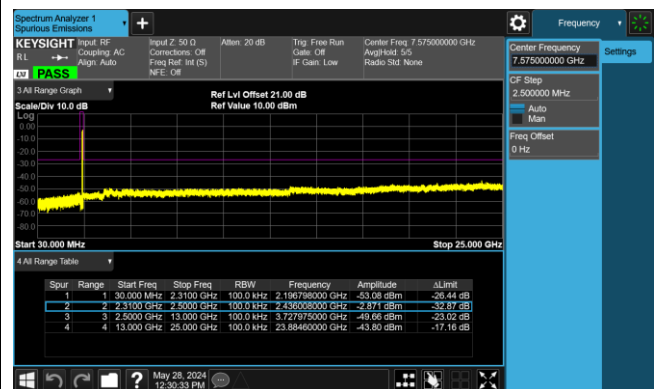 Spectrum Analyzer 1
Spurious Emissions
Frequency
KEYSIGHT
Input: RF
Coupling: AC
Align: Auto
Input Z: 50 Ω
Corrections: Off
Freq Ref: Int (S)
NFE: Off
Atten: 20 dB
Trig: Free Run
Gate: Off
IF Gain: Low
Center Freq: 7.575000000 GHz
Avg|Hold: 5/5
Radio Std: None
R L
LXI
PASS
Center Frequency
7.575000000 GHz
Settings
CF Step
2.500000 MHz
Auto
Man
Freq Offset
0 Hz
3 All Range Graph
Ref Lvl Offset 21.00 dB
Scale/Div 10.0 dB
Ref Value 10.00 dBm
Log
0.00
-10.0
-20.0
-30.0
-40.0
-50.0
-60.0
-70.0
-80.0
Start 30.000 MHz
Stop 25.000 GHz
4 All Range Table
Spur Range Start Freq Stop Freq RBW Frequency Amplitude ΔLimit
1 1 30.000 MHz 2.3100 GHz 100.0 kHz 2.196798000 GHz -53.08 dBm -26.44 dB
2 2 2.3100 GHz 2.5000 GHz 100.0 kHz 2.436008000 GHz -2.871 dBm -32.87 dB
3 3 2.5000 GHz 13.000 GHz 100.0 kHz 3.727975000 GHz -49.66 dBm -23.02 dB
4 4 13.000 GHz 25.000 GHz 100.0 kHz 23.88460000 GHz -43.80 dBm -17.16 dB
May 28, 2024
12:30:33 PM